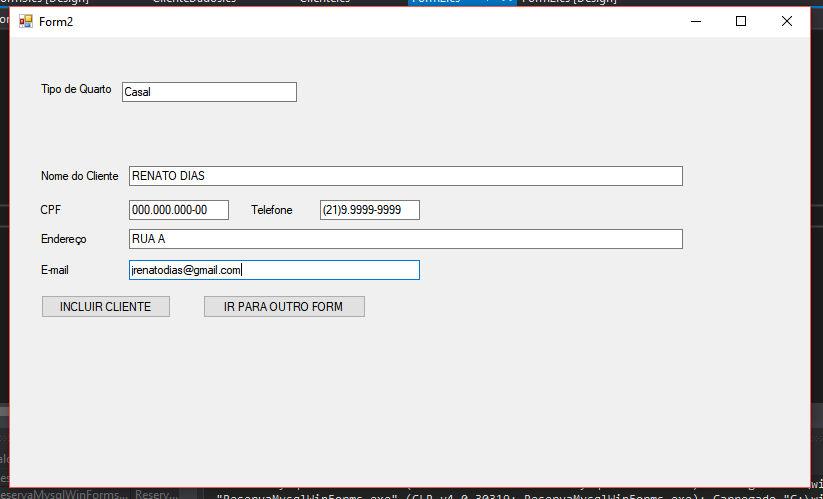 Form2
Tipo de Quarto Casal
Nome do Cliente RENATO DIAS
CPF 000.000.000-00 Telefone (21)9.9999-9999
Endereço RUA A
E-mail jrenatodias@gmail.com
INCLUIR CLIENTE IR PARA OUTRO FORM